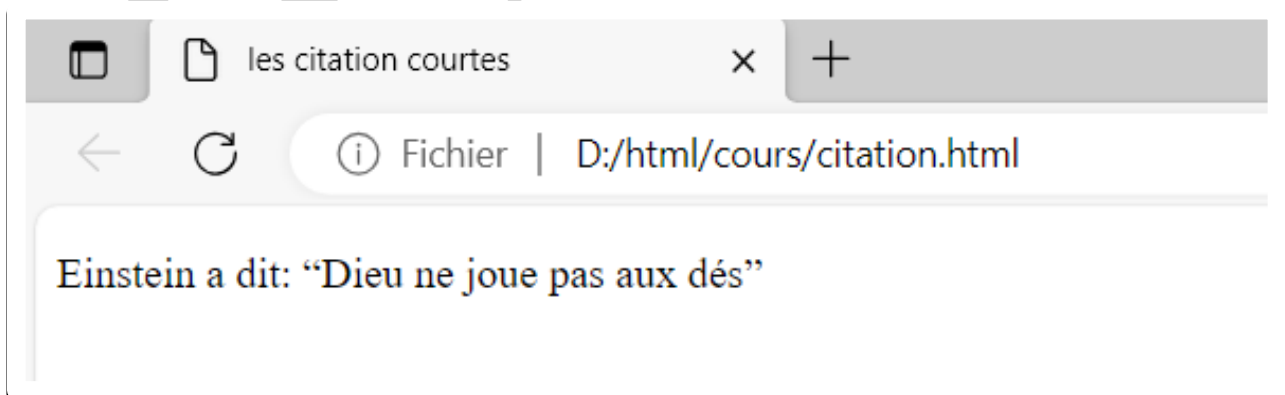 les citation courtes
Fichier | D:/html/cours/citation.html
Einstein a dit: “Dieu ne joue pas aux dés”